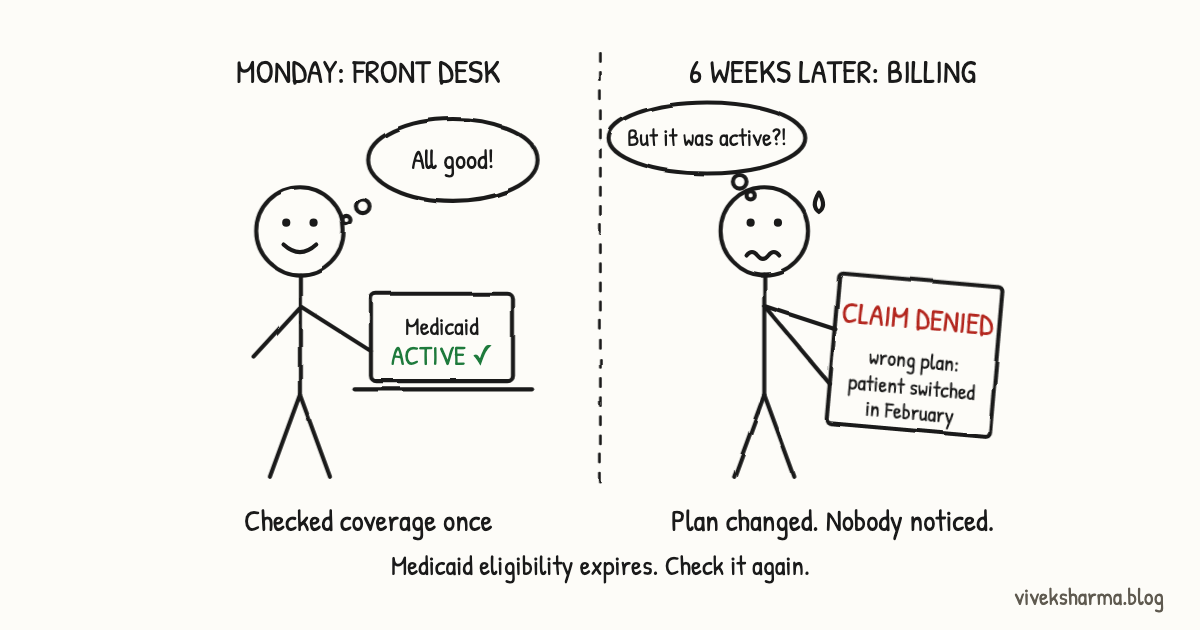 MONDAY: FRONT DESK
All good!
Medicaid
ACTIVE ✓
Checked coverage once
6 WEEKS LATER: BILLING
But it was active?!
CLAIM DENIED
wrong plan:
patient switched
in February
Plan changed. Nobody noticed.
Medicaid eligibility expires. Check it again.
viveksharma.blog